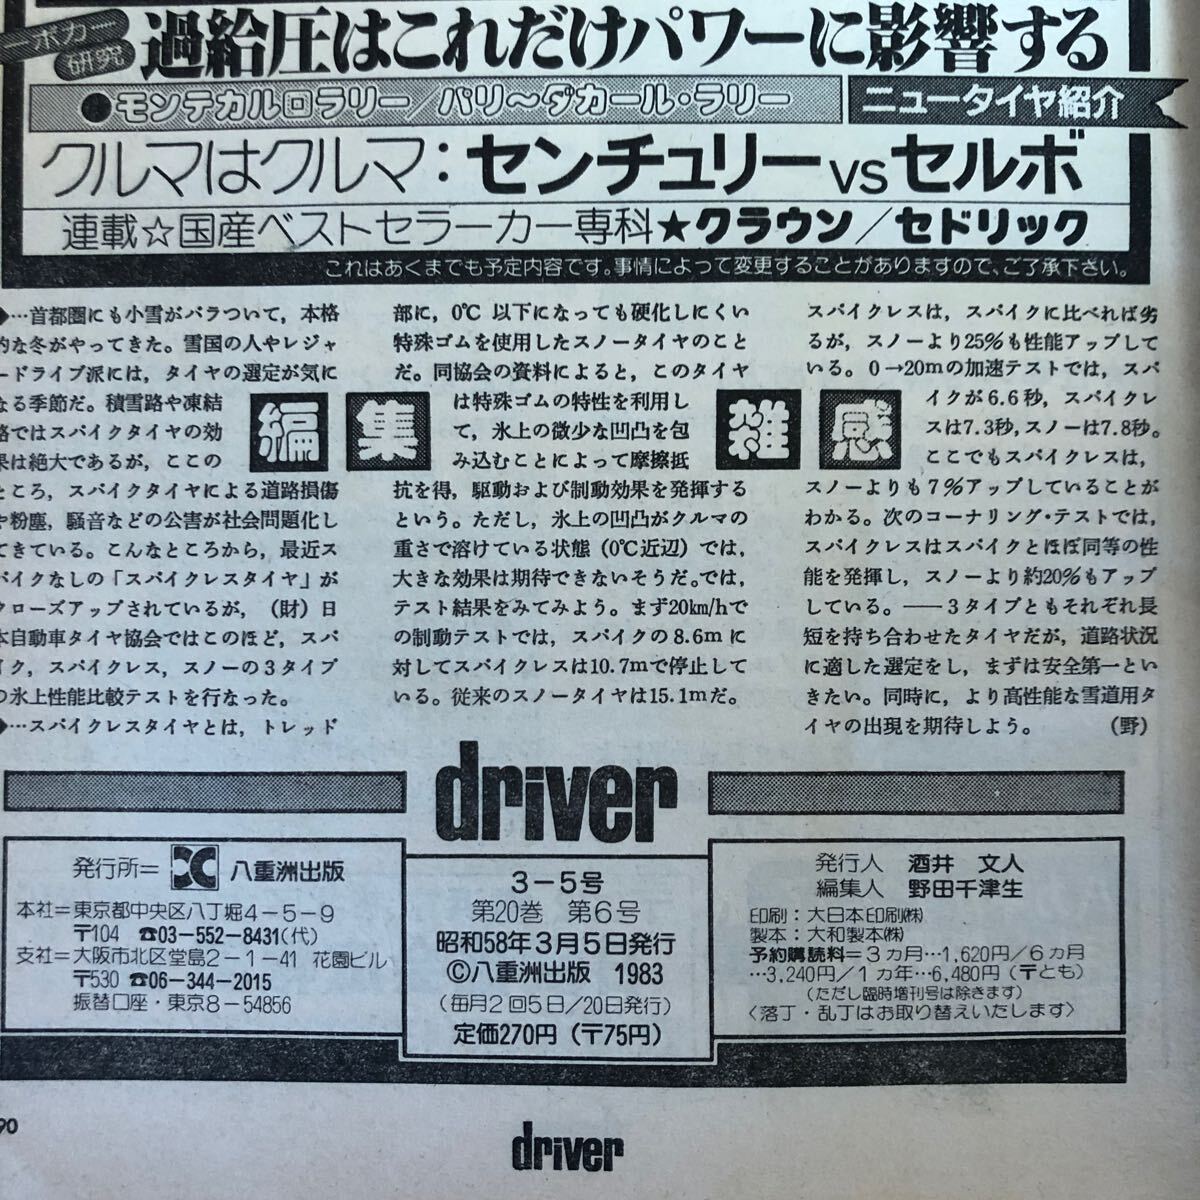 ーボカー
研究
過給圧はこれだけパワーに影響する
●モンテカルロラリー/パリ〜ダカール・ラリー
ニュータイヤ紹介
クルマはクルマ:センチュリーvsセルボ
連載☆国産ベストセラーカー専科★クラウン/セドリック
これはあくまでも予定内容です。事情によって変更することがありますので、ご了承下さい。
編集雑感
◆…首都圏にも小雪がパラついて,本格
的な冬がやってきた。雪国の人やレジャ
ードライブ派には,タイヤの選定が気に
なる季節だ。積雪路や凍結
路ではスパイクタイヤの効
果は絶大であるが,ここの
ところ,スパイクタイヤによる道路損傷
や粉塵,騒音などの公害が社会問題化し
てきている。こんなところから,最近ス
パイクなしの「スパイクレスタイヤ」が
クローズアップされているが,(財)日
本自動車タイヤ協会ではこのほど,スパ
イク,スパイクレス,スノーの3タイプ
の氷上性能比較テストを行なった。
◆…スパイクレスタイヤとは,トレッド
部に,0℃以下になっても硬化しにくい
特殊ゴムを使用したスノータイヤのこと
だ。同協会の資料によると,このタイヤ
は特殊ゴムの特性を利用し
て,氷上の微少な凹凸を包
み込むことによって摩擦抵
抗を得,駆動および制動効果を発揮する
という。ただし,氷上の凹凸がクルマの
重さで溶けている状態(0℃近辺)では,
大きな効果は期待できないそうだ。では,
テスト結果をみてみよう。まず20km/hで
の制動テストでは,スパイクの8.6mに
対してスパイクレスは10.7mで停止して
いる。従来のスノータイヤは15.1mだ。
スパイクレスは,スパイクに比べれば劣
るが,スノーより25%も性能アップして
いる。0→20mの加速テストでは,スパ
イクが6.6秒,スパイクレ
スは7.3秒,スノーは7.8秒。
ここでもスパイクレスは,
スノーよりも7%アップしていることが
わかる。次のコーナリング・テストでは,
スパイクレスはスパイクとほぼ同等の性
能を発揮し,スノーより約20%もアップ
している。——3タイプともそれぞれ長
短を持ち合わせたタイヤだが,道路状況
に適した選定をし,まずは安全第一とい
きたい。同時に,より高性能な雪道用タ
イヤの出現を期待しよう。(野)
driver
発行所=八重洲出版
本社=東京都中央区八丁堀4-5-9
〒104 ☎03-552-8431(代)
支社=大阪市北区堂島2-1-41 花園ビル
〒530 ☎06-344-2015
振替口座・東京8-54856
3-5号
第20巻 第6号
昭和58年3月5日発行
©八重洲出版 1983
(毎月2回5日/20日発行)
定価270円(〒75円)
発行人 酒井 文人
編集人 野田千津生
印刷:大日本印刷㈱
製本:大和製本㈱
予約購読料=3ヵ月…1,620円/6ヵ月
…3,240円/1ヵ年…6,480円(〒とも)
(ただし臨時増刊号は除きます)
〈落丁・乱丁はお取り替えいたします〉
90
driver